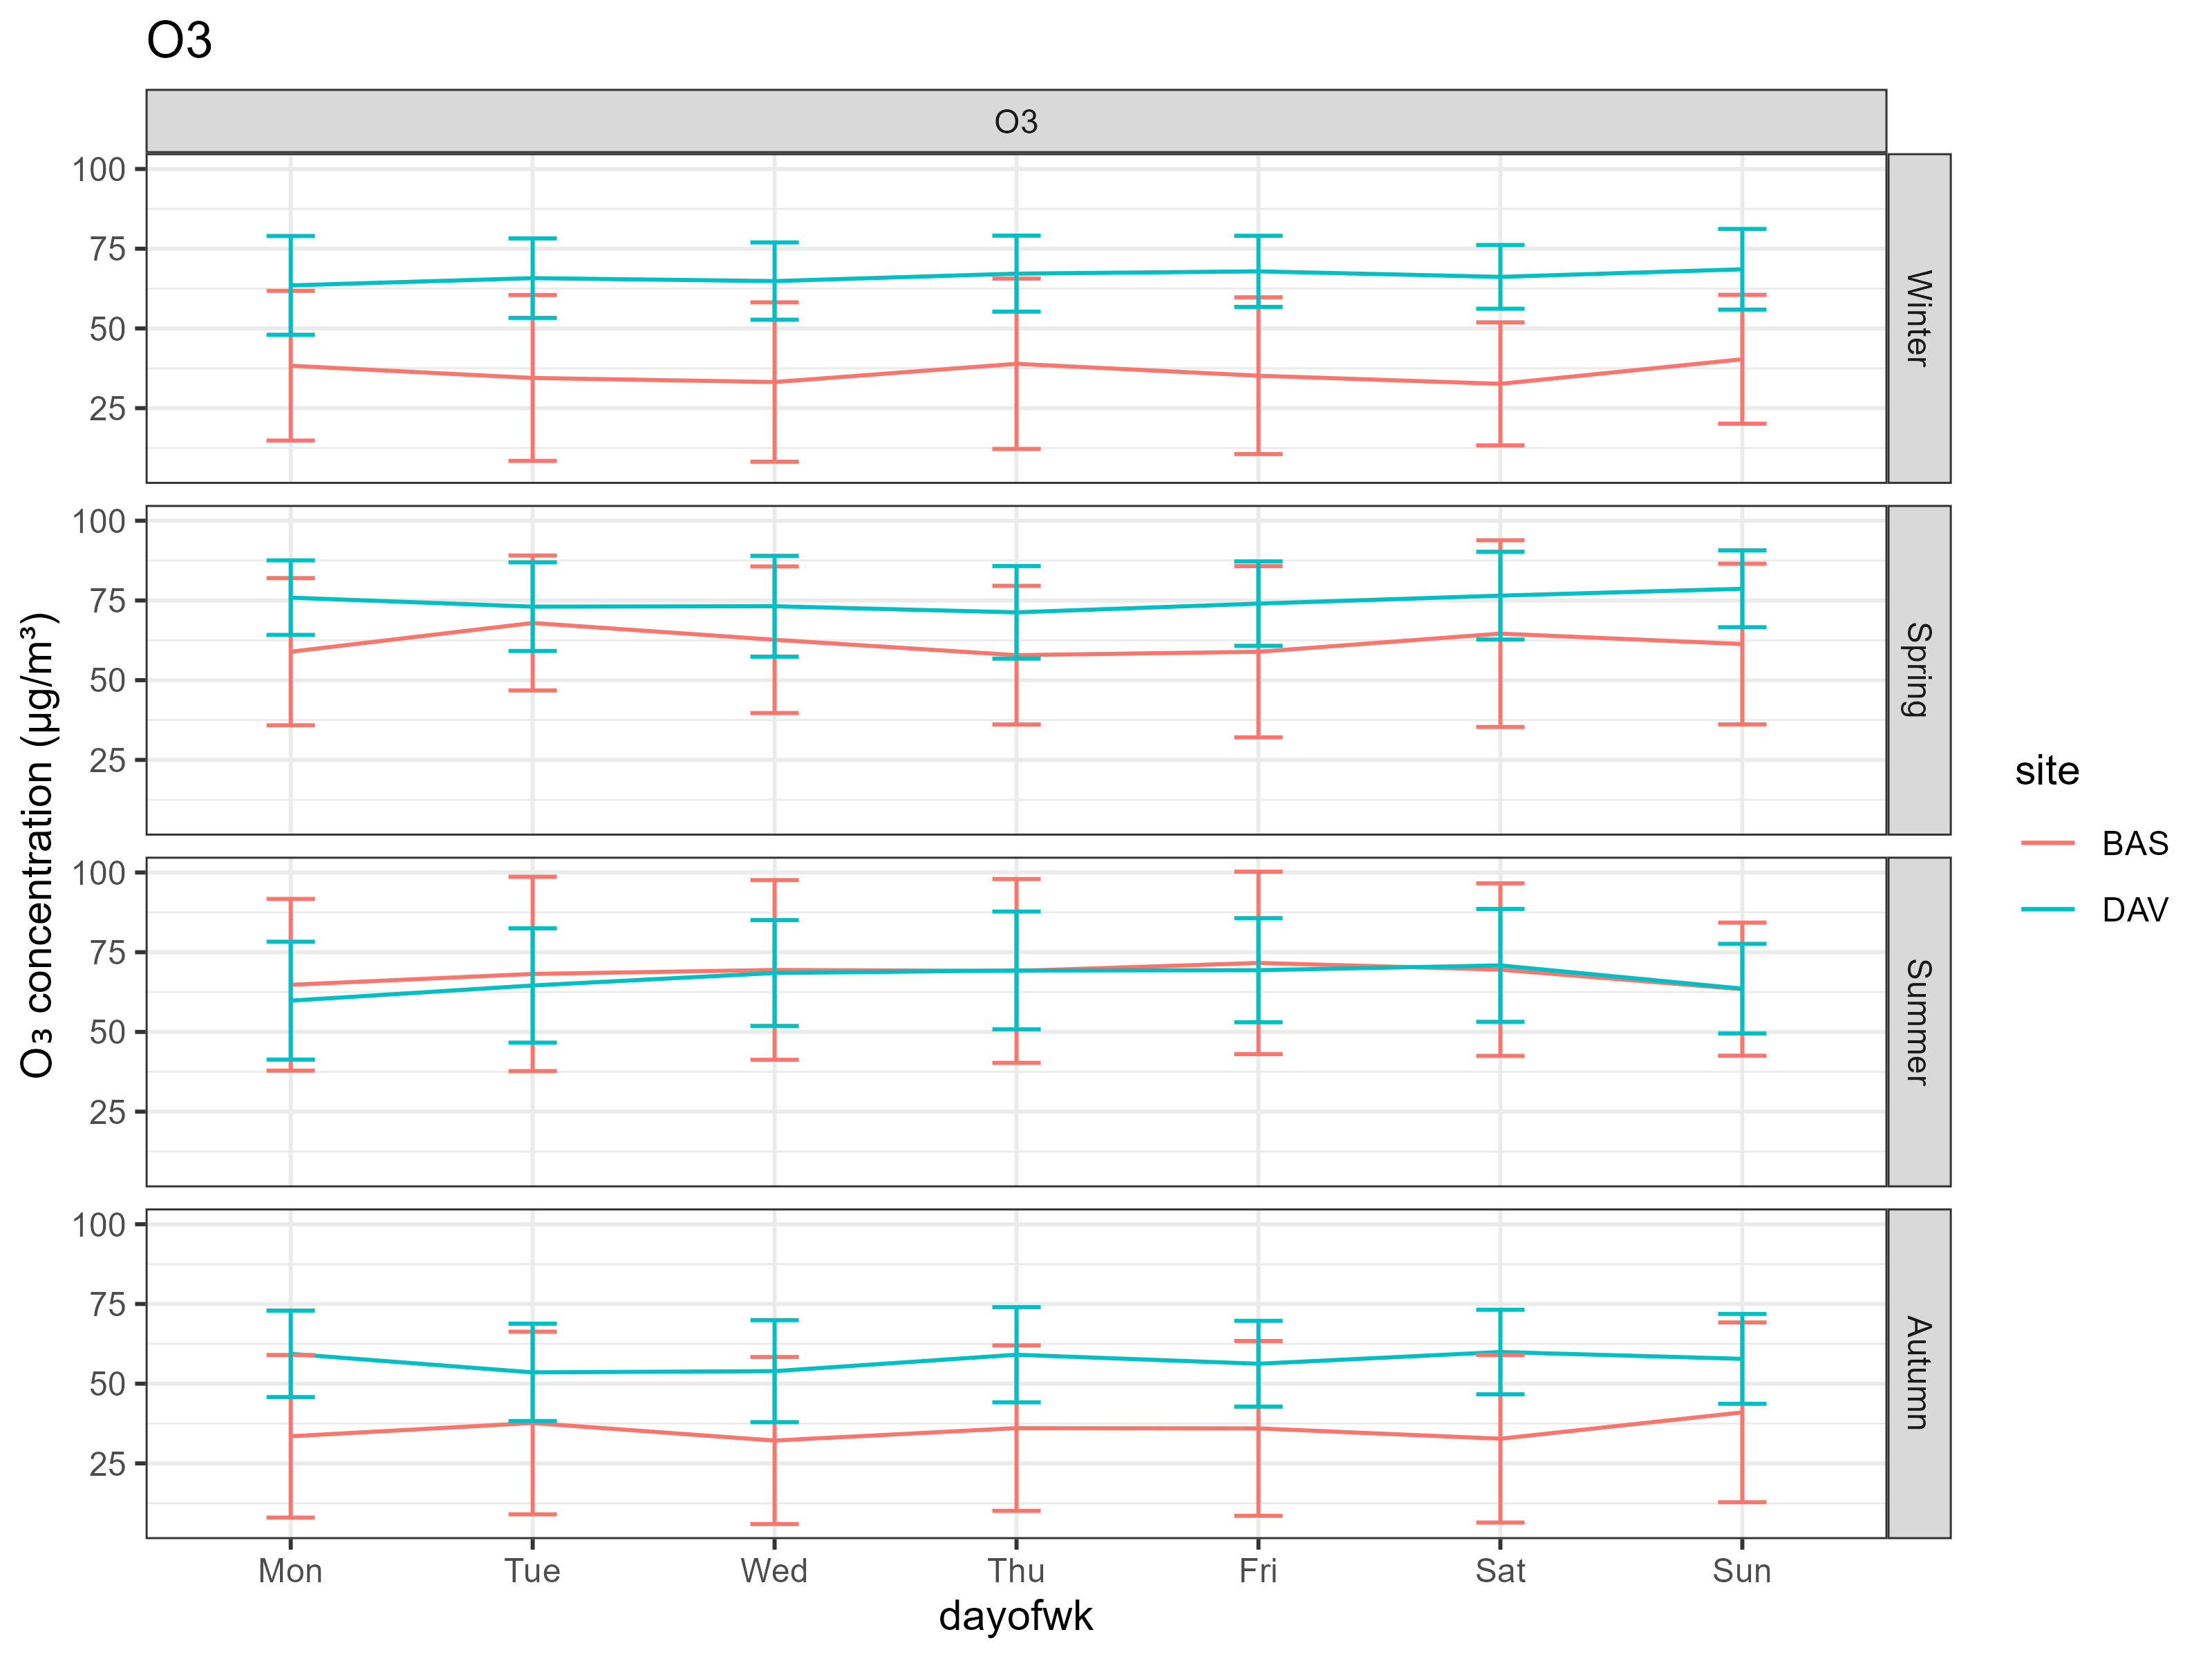 O3
O3
100
75
50
25
Winter
100
75
50
25
Spring
100
75
50
25
Summer
100
75
50
25
Autumn
Mon Tue Wed Thu Fri Sat Sun
dayofwk
O₃ concentration (µg/m³)
site
BAS
DAV